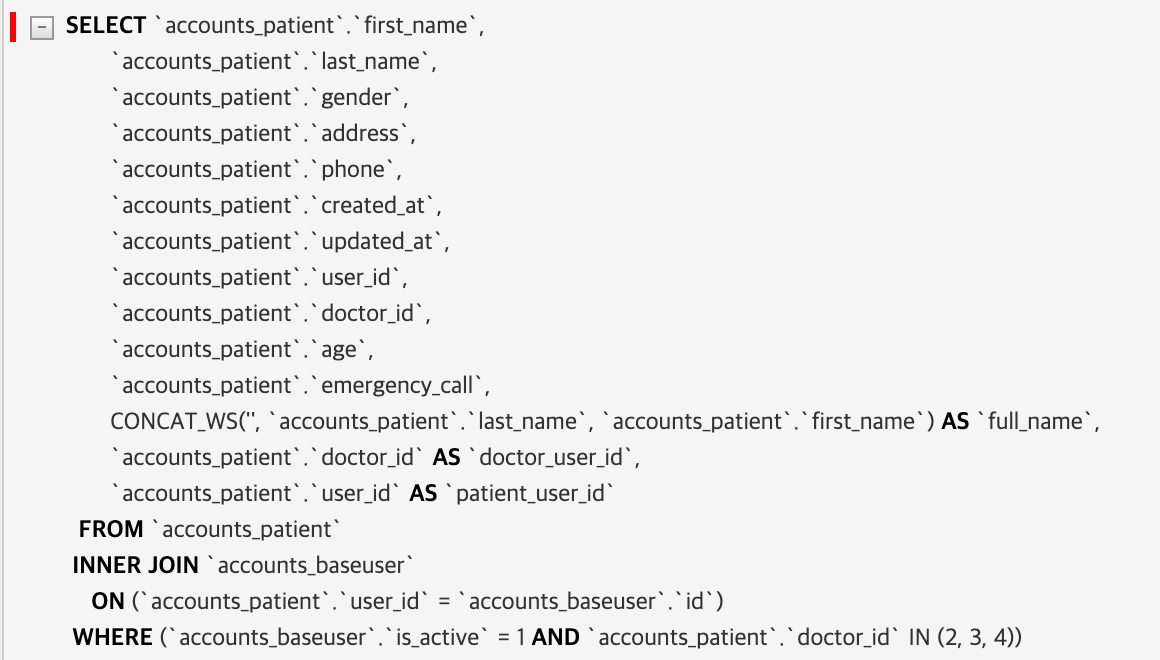 SELECT `accounts_patient`.`first_name`,
`accounts_patient`.`last_name`,
`accounts_patient`.`gender`,
`accounts_patient`.`address`,
`accounts_patient`.`phone`,
`accounts_patient`.`created_at`,
`accounts_patient`.`updated_at`,
`accounts_patient`.`user_id`,
`accounts_patient`.`doctor_id`,
`accounts_patient`.`age`,
`accounts_patient`.`emergency_call`,
CONCAT_WS('', `accounts_patient`.`last_name`, `accounts_patient`.`first_name`) AS `full_name`,
`accounts_patient`.`doctor_id` AS `doctor_user_id`,
`accounts_patient`.`user_id` AS `patient_user_id`
FROM `accounts_patient`
INNER JOIN `accounts_baseuser`
ON (`accounts_patient`.`user_id` = `accounts_baseuser`.`id`)
WHERE (`accounts_baseuser`.`is_active` = 1 AND `accounts_patient`.`doctor_id` IN (2, 3, 4))